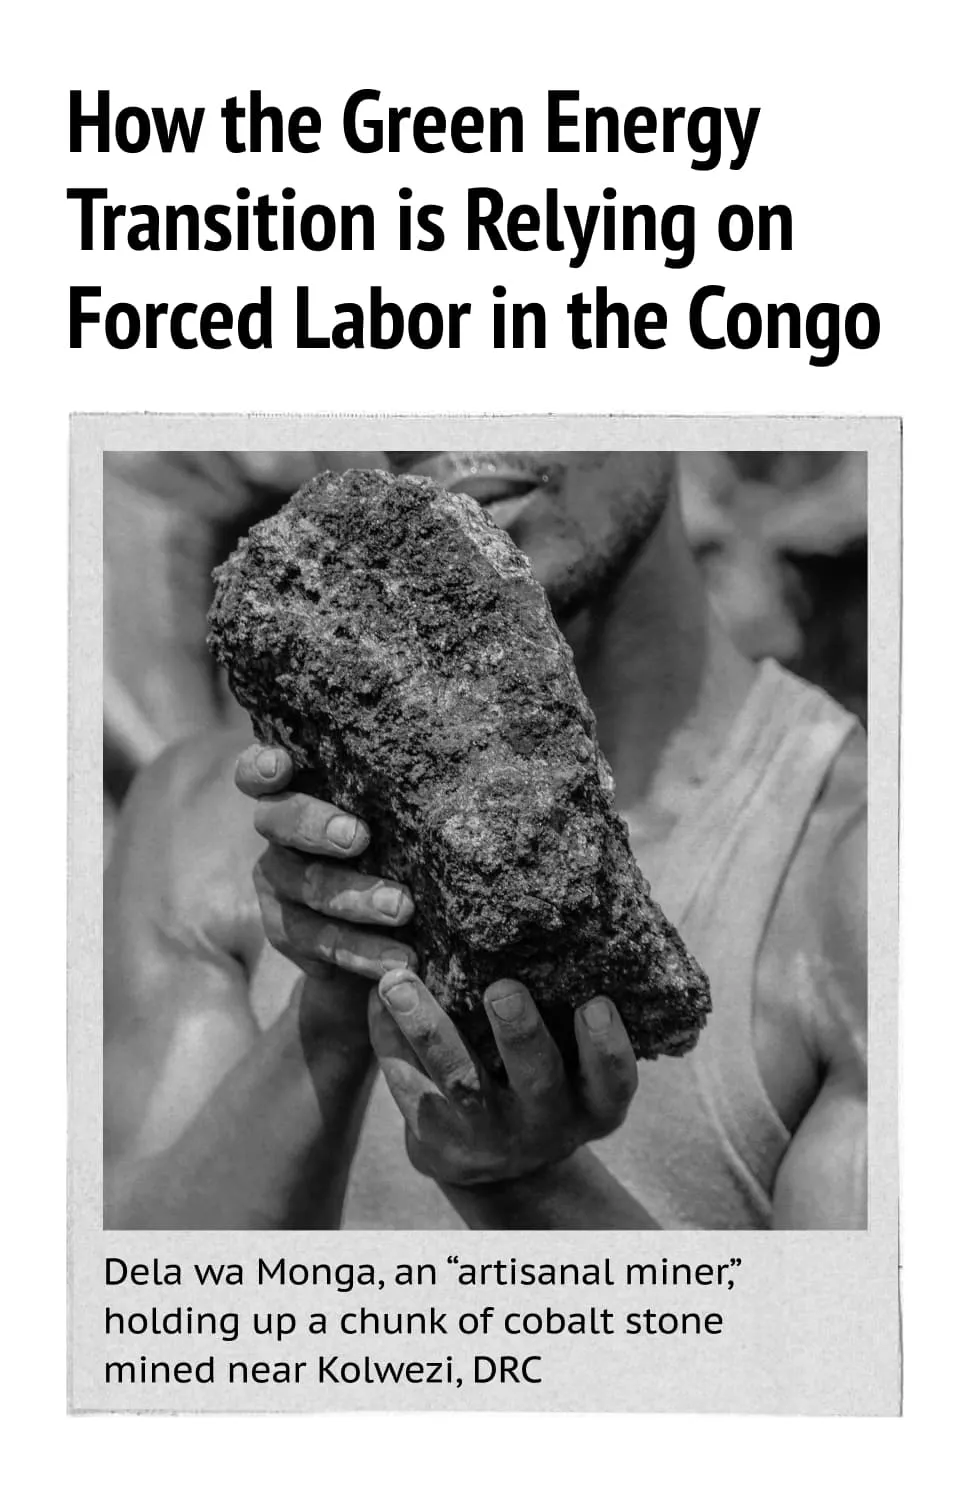 How the Green Energy
Transition is Relying on
Forced Labor in the Congo
Dela wa Monga, an “artisanal miner,”
holding up a chunk of cobalt stone
mined near Kolwezi, DRC